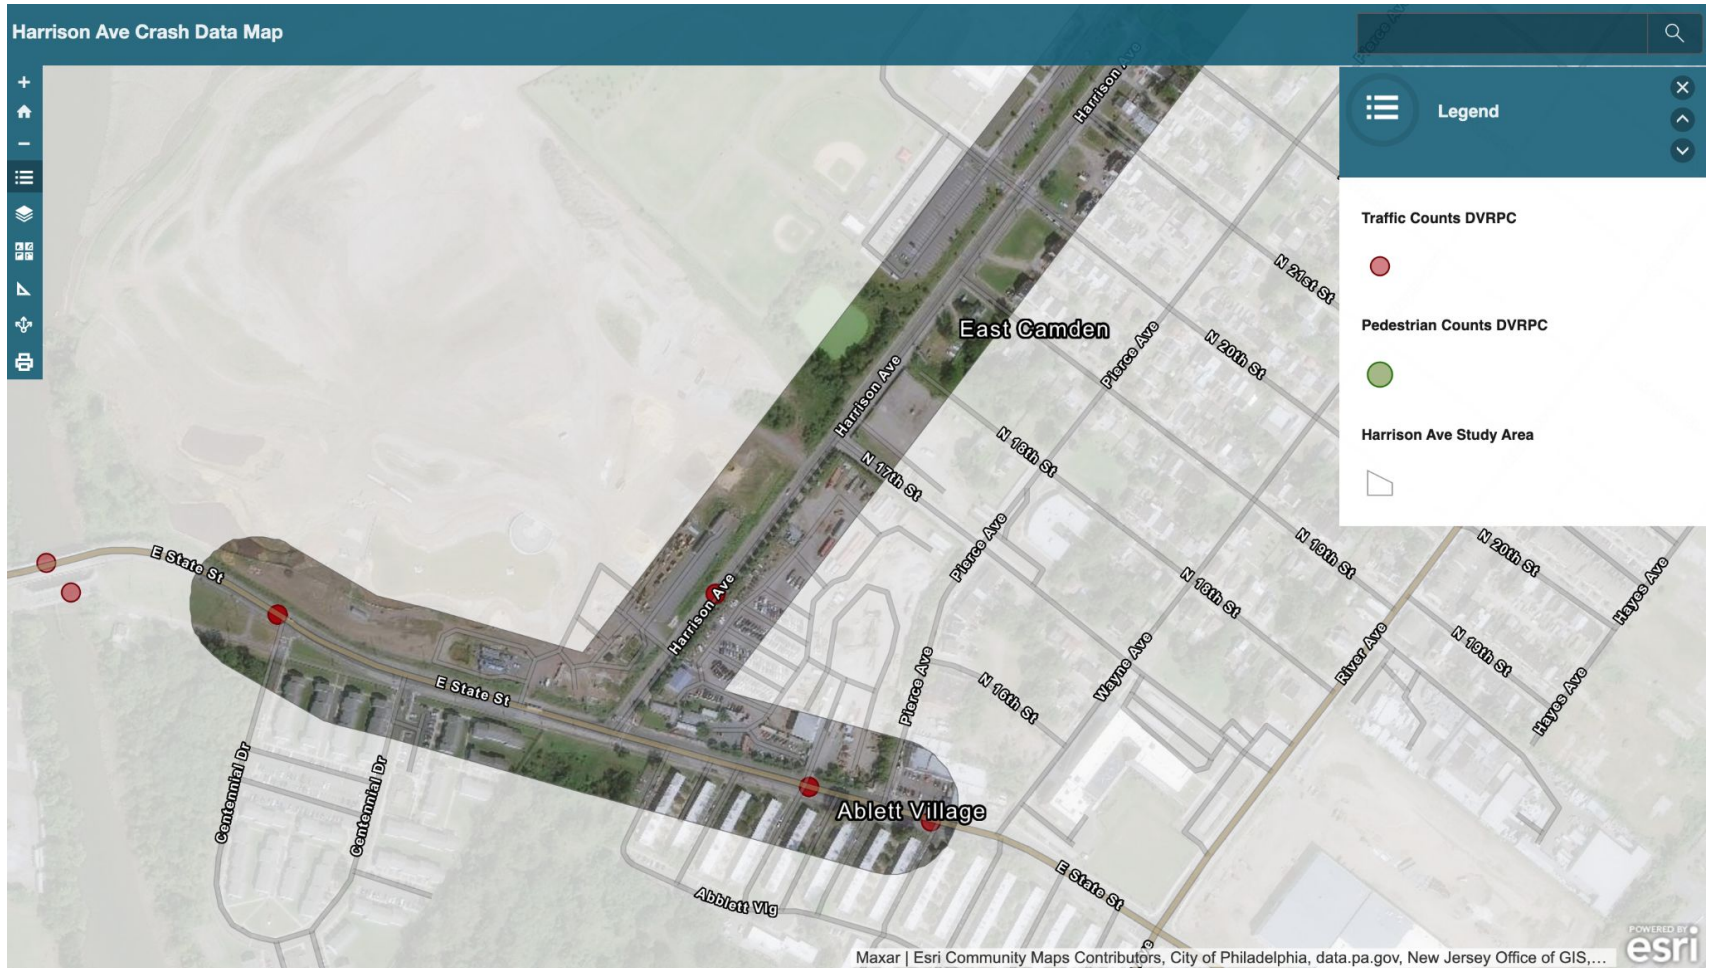 Harrison Ave Crash Data Map
Legend
Traffic Counts DVRPC
Pedestrian Counts DVRPC
Harrison Ave Study Area
Harrison Ave
N 21st St
East Camden
Pierce Ave
N 20th St
Harrison Ave
N 18th St
N 17th St
Pierce Ave
N 19th St
N 20th St
Hayes Ave
E State St
N 18th St
Harrison Ave
River Ave
N 19th St
Wayne Ave
Pierce Ave
N 16th St
Hayes Ave
E State St
Centennial Dr
Centennial Dr
Ablett Village
E State St
Abblett Vlg
Maxar | Esri Community Maps Contributors, City of Philadelphia, data.pa.gov, New Jersey Office of GIS,...
POWERED BY
esri